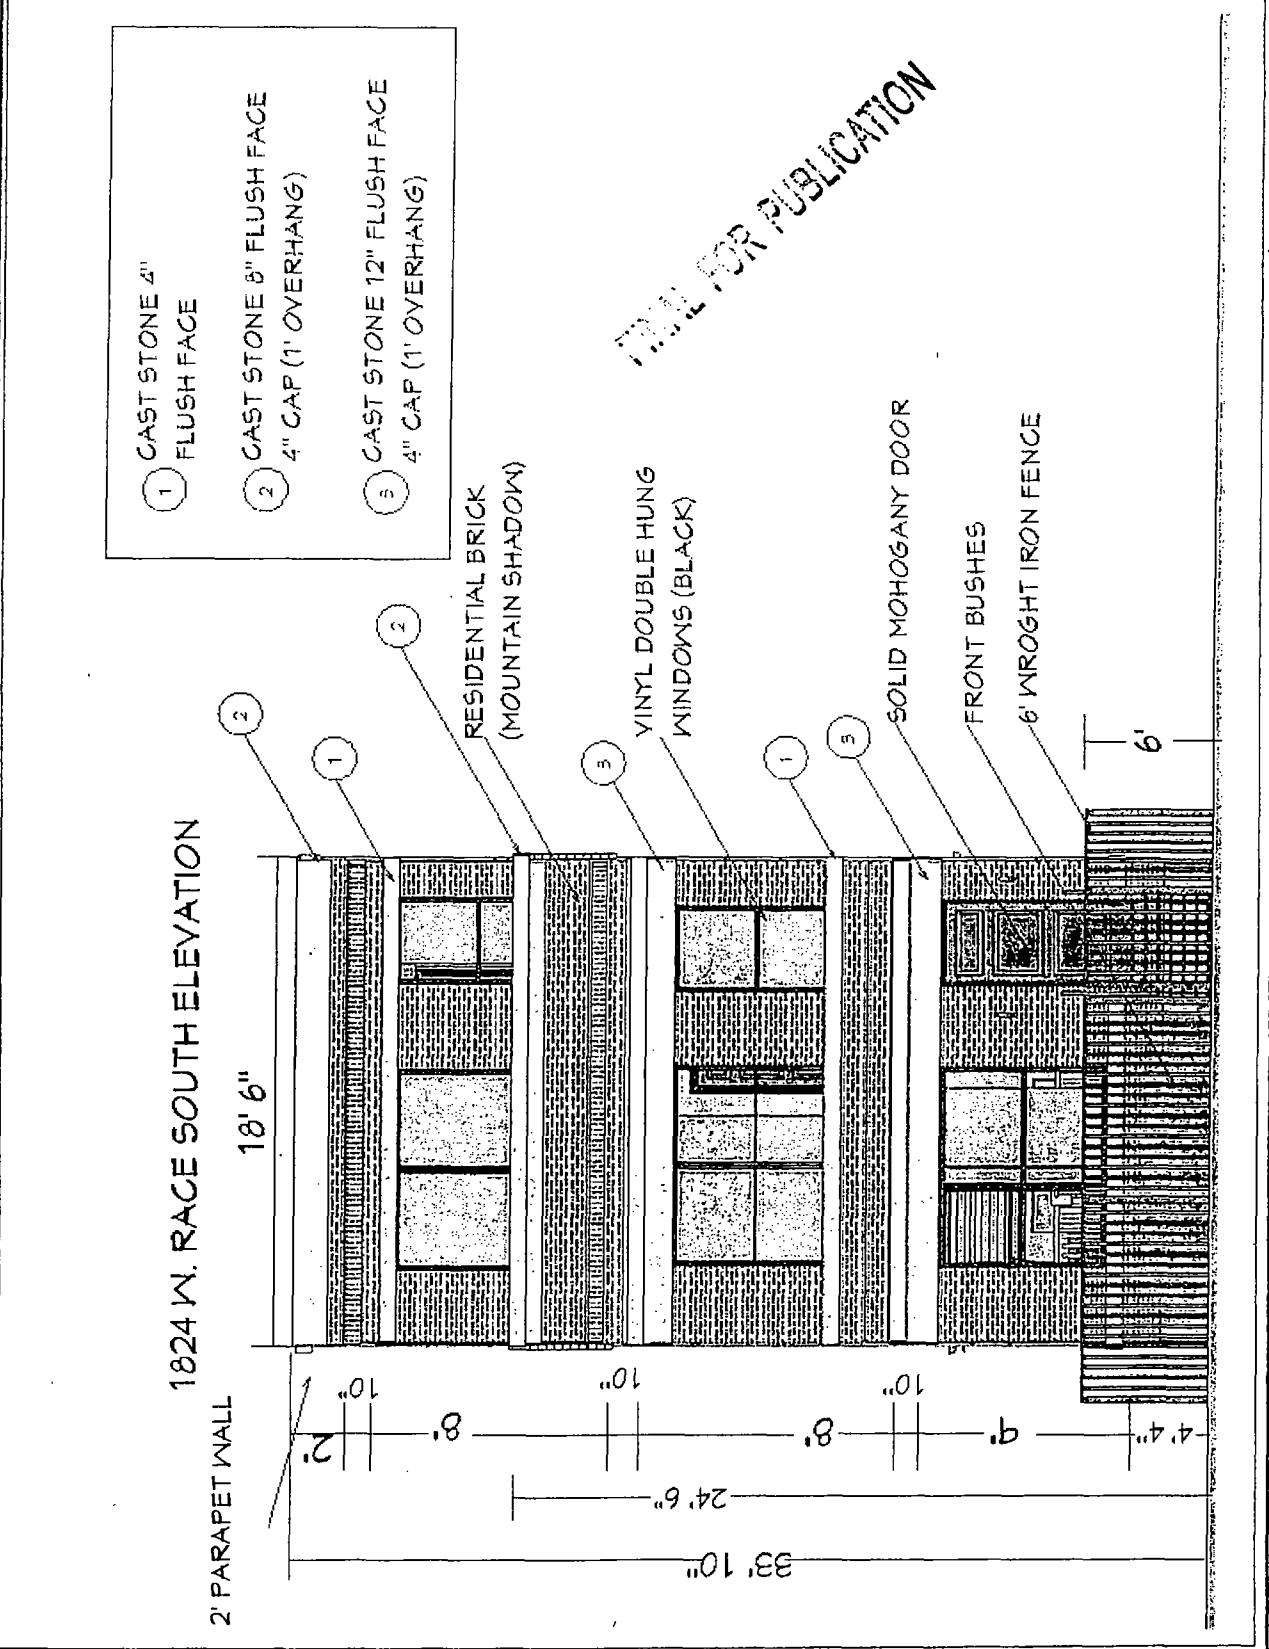 1824 W. RACE SOUTH ELEVATION
2' PARAPET WALL
18' 6"
1
CAST STONE 4"
FLUSH FACE
2
CAST STONE 8" FLUSH FACE
4" CAP (1' OVERHANG)
3
CAST STONE 12" FLUSH FACE
4" CAP (1' OVERHANG)
2
1
2
RESIDENTIAL BRICK
(MOUNTAIN SHADOW)
3
VINYL DOUBLE HUNG
WINDOWS (BLACK)
1
3
SOLID MOHOGANY DOOR
FRONT BUSHES
6' WROGHT IRON FENCE
6'
2'
10"
8'
10"
8'
10"
9'
4' 4"
24' 6"
33' 10"
FINAL FOR PUBLICATION